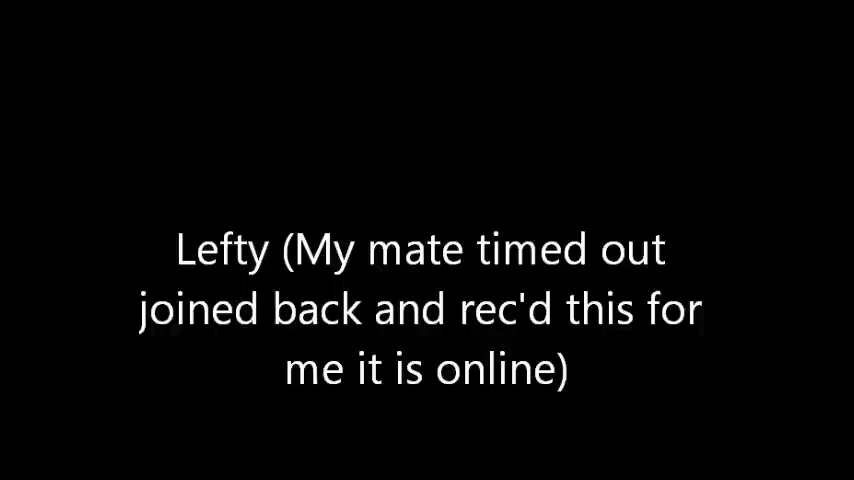 Lefty (My mate timed out
joined back and rec'd this for
me it is online)